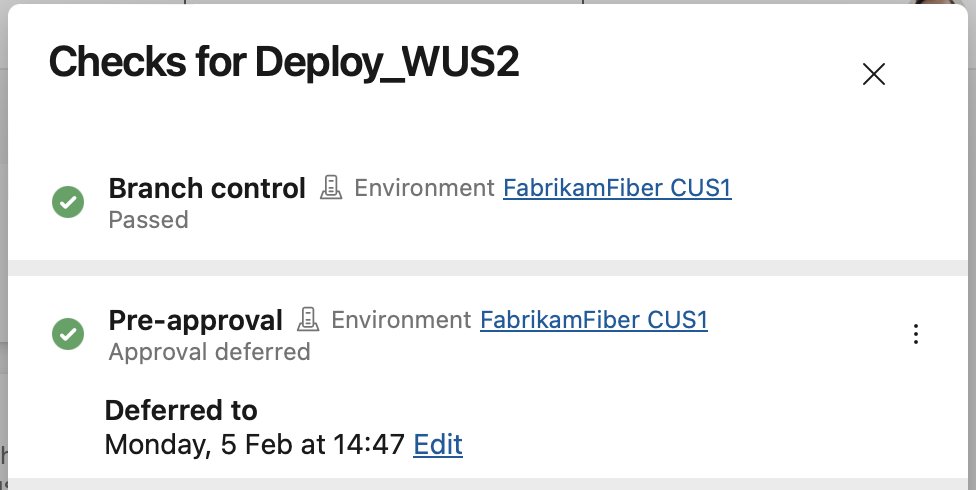 Checks for Deploy_WUS2
Branch control Environment FabrikamFiber CUS1
Passed
Pre-approval Environment FabrikamFiber CUS1
Approval deferred
Deferred to
Monday, 5 Feb at 14:47 Edit